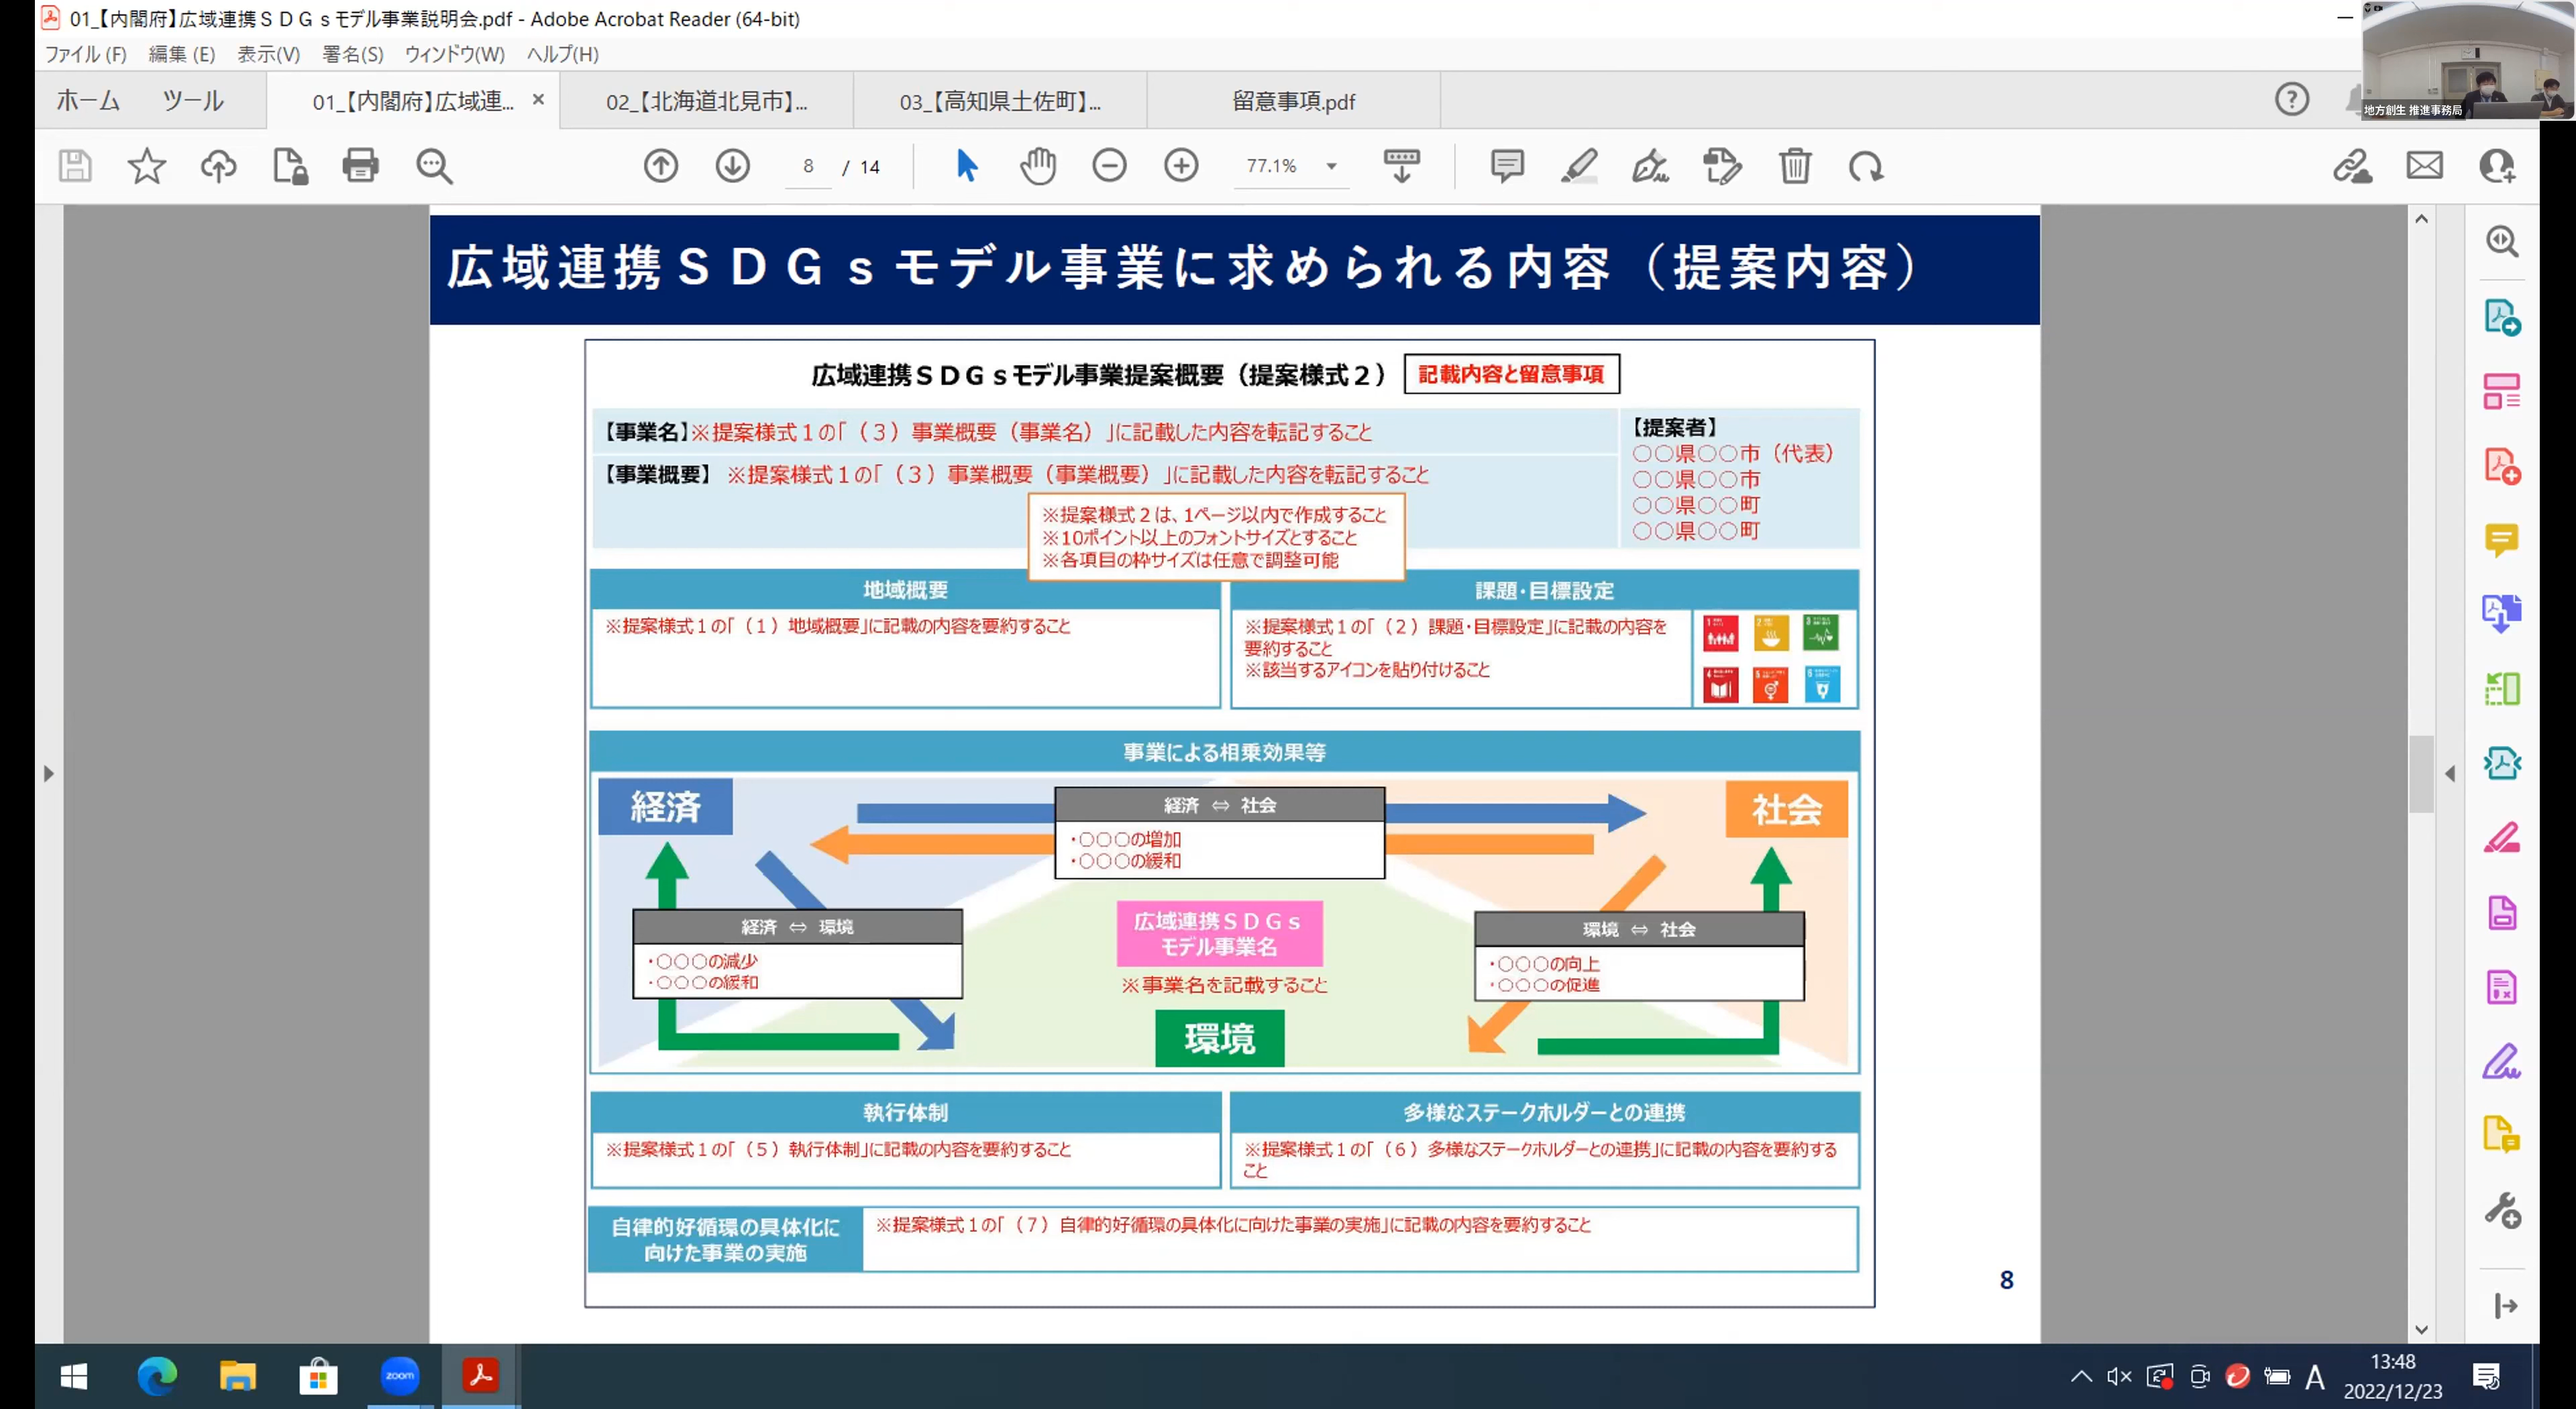 01_【内閣府】広域連携ＳＤＧｓモデル事業説明会.pdf - Adobe Acrobat Reader (64-bit)
ファイル(F) 編集(E) 表示(V) 署名(S) ウィンドウ(W) ヘルプ(H)
ホーム ツール 01_【内閣府】広域連... × 02_【北海道北見市】... 03_【高知県土佐町】... 留意事項.pdf
地方創生 推進事務局
8 / 14 77.1%
広域連携ＳＤＧｓモデル事業に求められる内容（提案内容）
広域連携ＳＤＧｓモデル事業提案概要（提案様式２） 記載内容と留意事項
【事業名】※提案様式１の「（３）事業概要（事業名）」に記載した内容を転記すること
【事業概要】 ※提案様式１の「（３）事業概要（事業概要）」に記載した内容を転記すること
【提案者】
○○県○○市（代表）
○○県○○市
○○県○○町
○○県○○町
※提案様式２は、1ページ以内で作成すること
※10ポイント以上のフォントサイズとすること
※各項目の枠サイズは任意で調整可能
地域概要
※提案様式１の「（１）地域概要」に記載の内容を要約すること
課題・目標設定
※提案様式１の「（２）課題・目標設定」に記載の内容を
要約すること
※該当するアイコンを貼り付けること
1 2 3
4 5 6
事業による相乗効果等
経済
社会
経済 ⇔ 社会
・○○○の増加
・○○○の緩和
経済 ⇔ 環境
・○○○の減少
・○○○の緩和
広域連携ＳＤＧｓ
モデル事業名
※事業名を記載すること
環境 ⇔ 社会
・○○○の向上
・○○○の促進
環境
執行体制
※提案様式１の「（５）執行体制」に記載の内容を要約すること
多様なステークホルダーとの連携
※提案様式１の「（６）多様なステークホルダーとの連携」に記載の内容を要約する
こと
自律的好循環の具体化に
向けた事業の実施
※提案様式１の「（７）自律的好循環の具体化に向けた事業の実施」に記載の内容を要約すること
8
zoom
A
13:48
2022/12/23